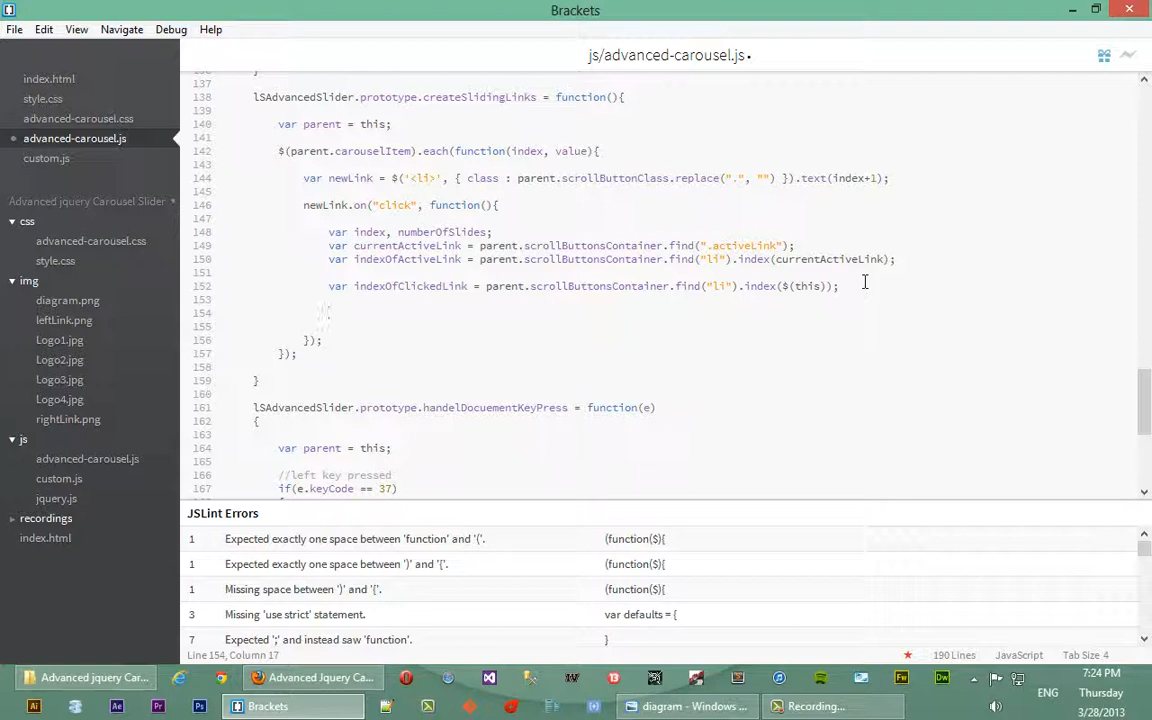 Brackets
File Edit View Navigate Debug Help
index.html
style.css
advanced-carousel.css
advanced-carousel.js
custom.js
Advanced jquery Carousel Slider
css
advanced-carousel.css
style.css
img
diagram.png
leftLink.png
Logo1.jpg
Logo2.jpg
Logo3.jpg
Logo4.jpg
rightLink.png
js
advanced-carousel.js
custom.js
jquery.js
recordings
index.html
js/advanced-carousel.js •
137
138 lSAdvancedSlider.prototype.createSlidingLinks = function(){
139
140 var parent = this;
141
142 $(parent.carouselItem).each(function(index, value){
143
144 var newLink = $('<li>', { class : parent.scrollButtonClass.replace(".", "") }).text(index+1);
145
146 newLink.on("click", function(){
147
148 var index, numberOfSlides;
149 var currentActiveLink = parent.scrollButtonsContainer.find(".activeLink");
150 var indexOfActiveLink = parent.scrollButtonsContainer.find("li").index(currentActiveLink);
151
152 var indexOfClickedLink = parent.scrollButtonsContainer.find("li").index($(this));
153
154
155
156 });
157 });
158
159 }
160
161 lSAdvancedSlider.prototype.handelDocuementKeyPress = function(e)
162 {
163
164 var parent = this;
165
166 //left key pressed
167 if(e.keyCode == 37)
JSLint Errors
1 Expected exactly one space between 'function' and '('. (function($){
1 Expected exactly one space between ')' and '{'. (function($){
1 Missing space between ')' and '{'. (function($){
3 Missing 'use strict' statement. var defaults = {
7 Expected ';' and instead saw 'function'. }
Line 154, Column 17 190 Lines JavaScript Tab Size 4
Advanced jQuery Car... Advanced Jquery Ca... 7:24 PM
ENG Thursday
Brackets diagram - Windows ... Recording... 3/28/2013